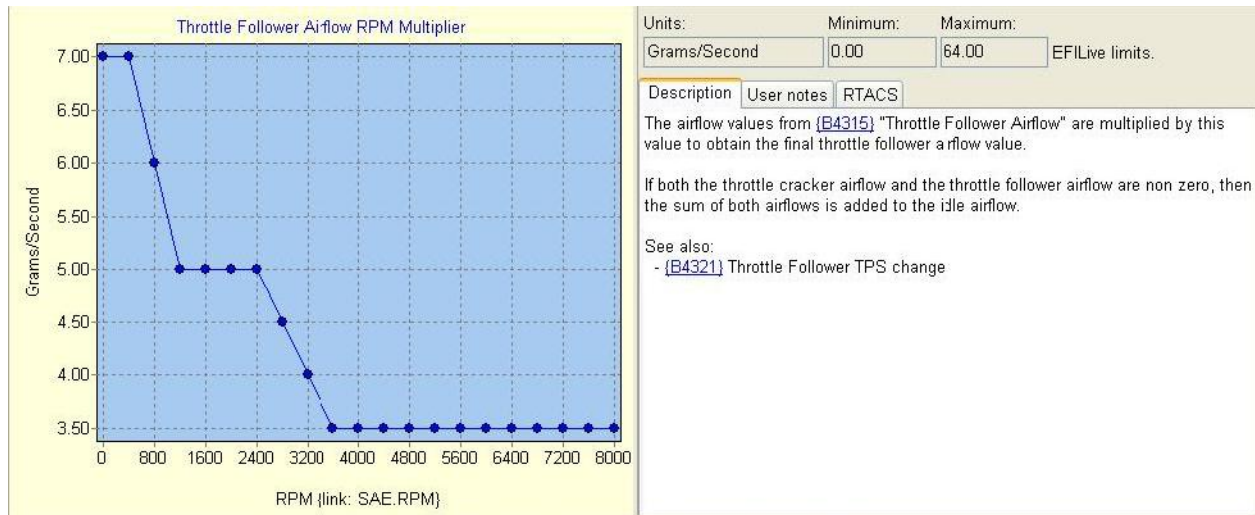 Throttle Follower Airflow RPM Multiplier
7.00
6.50
6.00
5.50
5.00
4.50
4.00
3.50
Grams/Second
0 800 1600 2400 3200 4000 4800 5600 6400 7200 8000
RPM {link: SAE.RPM}
Units: Minimum: Maximum:
Grams/Second 0.00 64.00 EFILive limits.
Description User notes RTACS
The airflow values from {B4315} "Throttle Follower Airflow" are multiplied by this
value to obtain the final throttle follower airflow value.
If both the throttle cracker airflow and the throttle follower airflow are non zero, then
the sum of both airflows is added to the idle airflow.
See also:
- {B4321} Throttle Follower TPS change